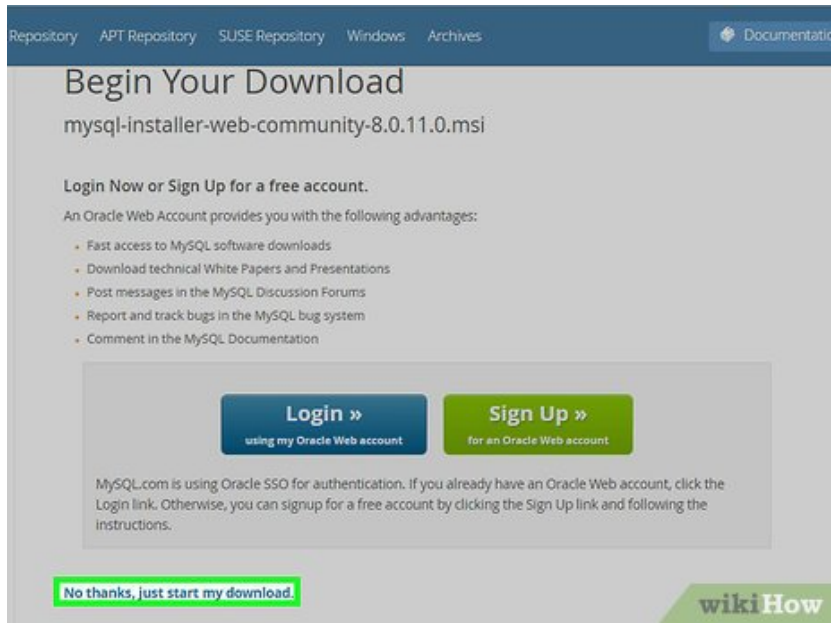 Repository APT Repository SUSE Repository Windows Archives Documentatio
Begin Your Download
mysql-installer-web-community-8.0.11.0.msi
Login Now or Sign Up for a free account.
An Oracle Web Account provides you with the following advantages:
Fast access to MySQL software downloads
Download technical White Papers and Presentations
Post messages in the MySQL Discussion Forums
Report and track bugs in the MySQL bug system
Comment in the MySQL Documentation
Login »
using my Oracle Web account
Sign Up »
for an Oracle Web account
MySQL.com is using Oracle SSO for authentication. If you already have an Oracle Web account, click the
Login link. Otherwise, you can signup for a free account by clicking the Sign Up link and following the
instructions.
No thanks, just start my download.
wikiHow